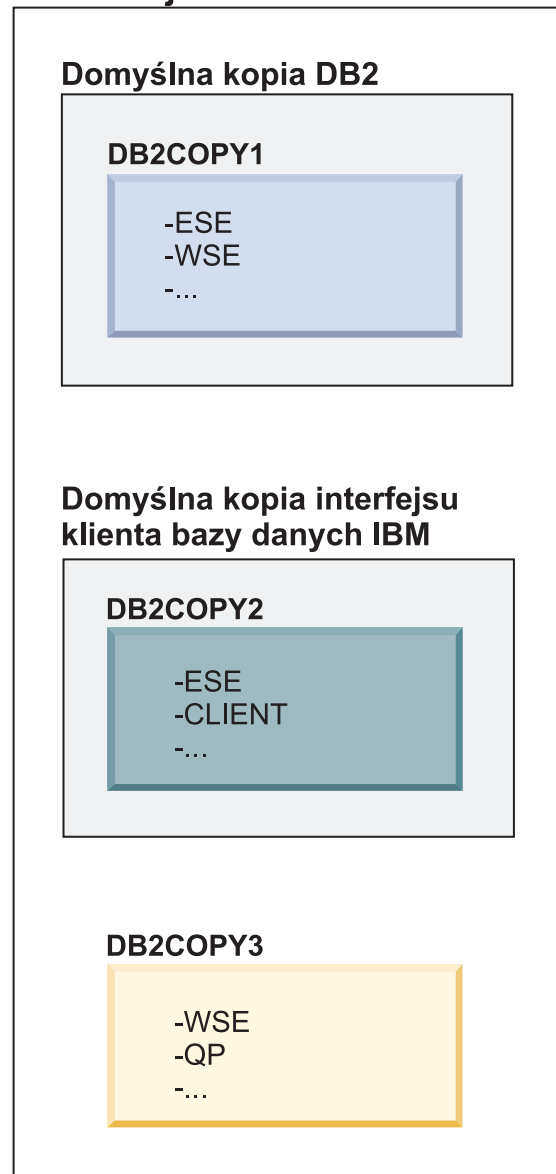 Domyślna kopia DB2
DB2COPY1
-ESE
-WSE
-...
Domyślna kopia interfejsu
klienta bazy danych IBM
DB2COPY2
-ESE
-CLIENT
-...
DB2COPY3
-WSE
-QP
-...